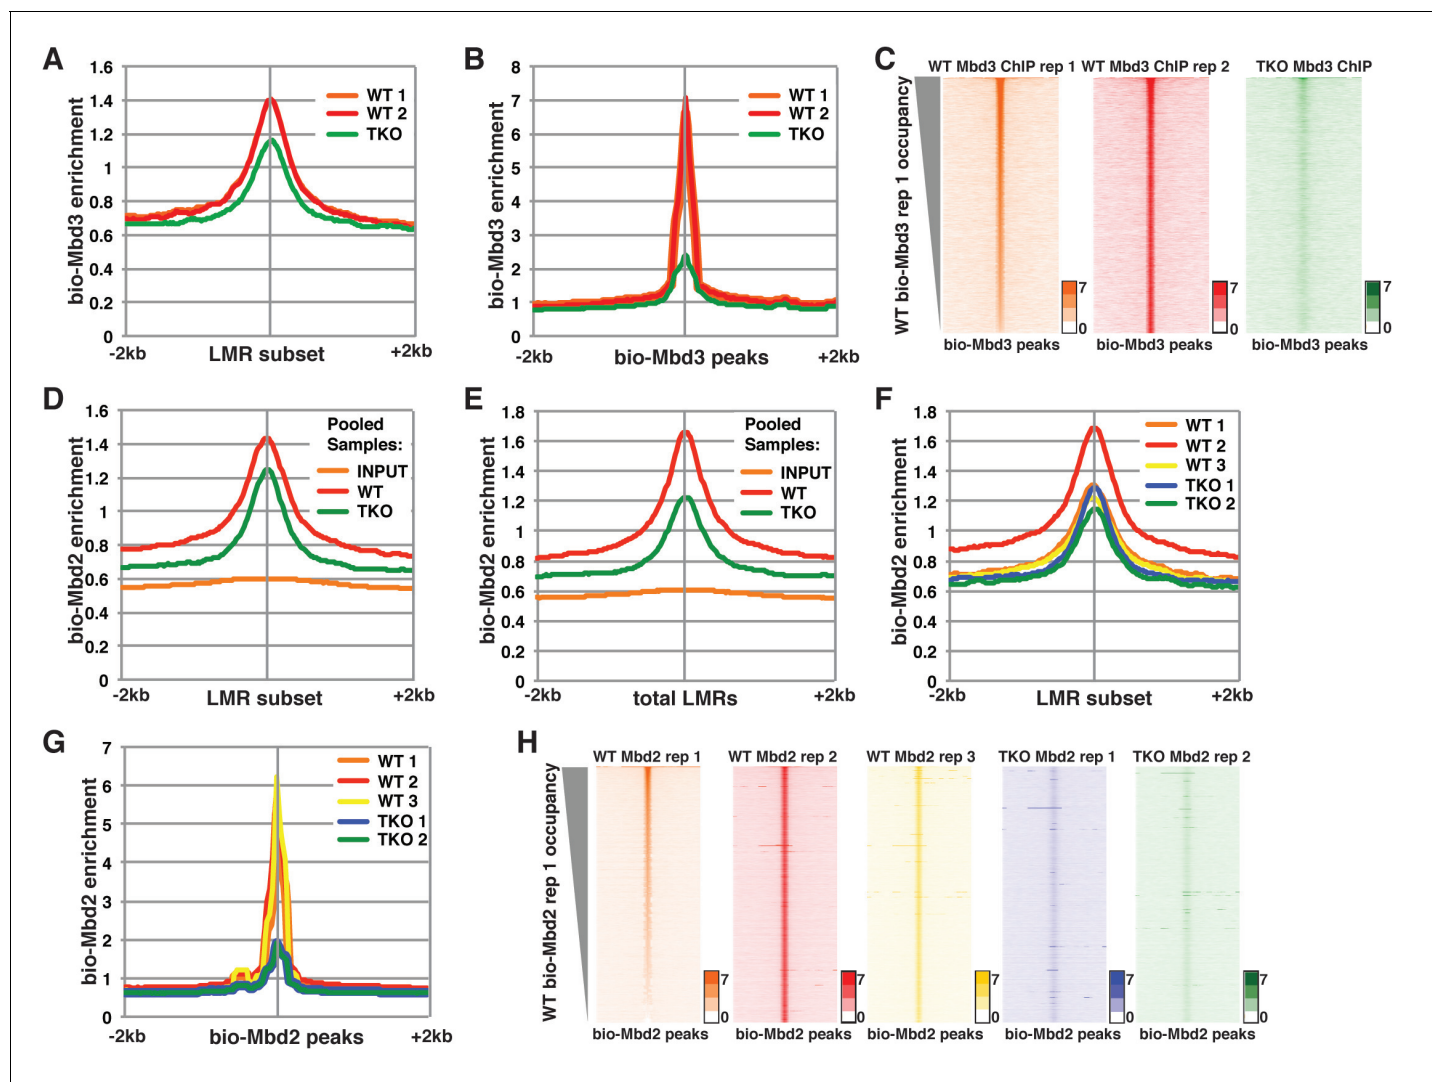 A
bio-Mbd3 enrichment
1.6
1.4
1.2
1
0.8
0.6
0.4
0.2
0
WT 1
WT 2
TKO
-2kb
LMR subset
+2kb
B
bio-Mbd3 enrichment
8
7
6
5
4
3
2
1
0
WT 1
WT 2
TKO
-2kb
bio-Mbd3 peaks
+2kb
C
WT Mbd3 ChIP rep 1
WT Mbd3 ChIP rep 2
TKO Mbd3 ChIP
WT bio-Mbd3 rep 1 occupancy
7
0
7
0
7
0
bio-Mbd3 peaks
bio-Mbd3 peaks
bio-Mbd3 peaks
D
bio-Mbd2 enrichment
1.6
1.4
1.2
1
0.8
0.6
0.4
0.2
0
Pooled
Samples:
INPUT
WT
TKO
-2kb
LMR subset
+2kb
E
bio-Mbd2 enrichment
1.8
1.6
1.4
1.2
1
0.8
0.6
0.4
0.2
0
Pooled
Samples:
INPUT
WT
TKO
-2kb
total LMRs
+2kb
F
bio-Mbd2 enrichment
1.8
1.6
1.4
1.2
1
0.8
0.6
0.4
0.2
0
WT 1
WT 2
WT 3
TKO 1
TKO 2
-2kb
LMR subset
+2kb
G
bio-Mbd2 enrichment
7
6
5
4
3
2
1
0
WT 1
WT 2
WT 3
TKO 1
TKO 2
-2kb
bio-Mbd2 peaks
+2kb
H
WT Mbd2 rep 1
WT Mbd2 rep 2
WT Mbd2 rep 3
TKO Mbd2 rep 1
TKO Mbd2 rep 2
WT bio-Mbd2 rep 1 occupancy
7
0
7
0
7
0
7
0
7
0
bio-Mbd2 peaks
bio-Mbd2 peaks
bio-Mbd2 peaks
bio-Mbd2 peaks
bio-Mbd2 peaks